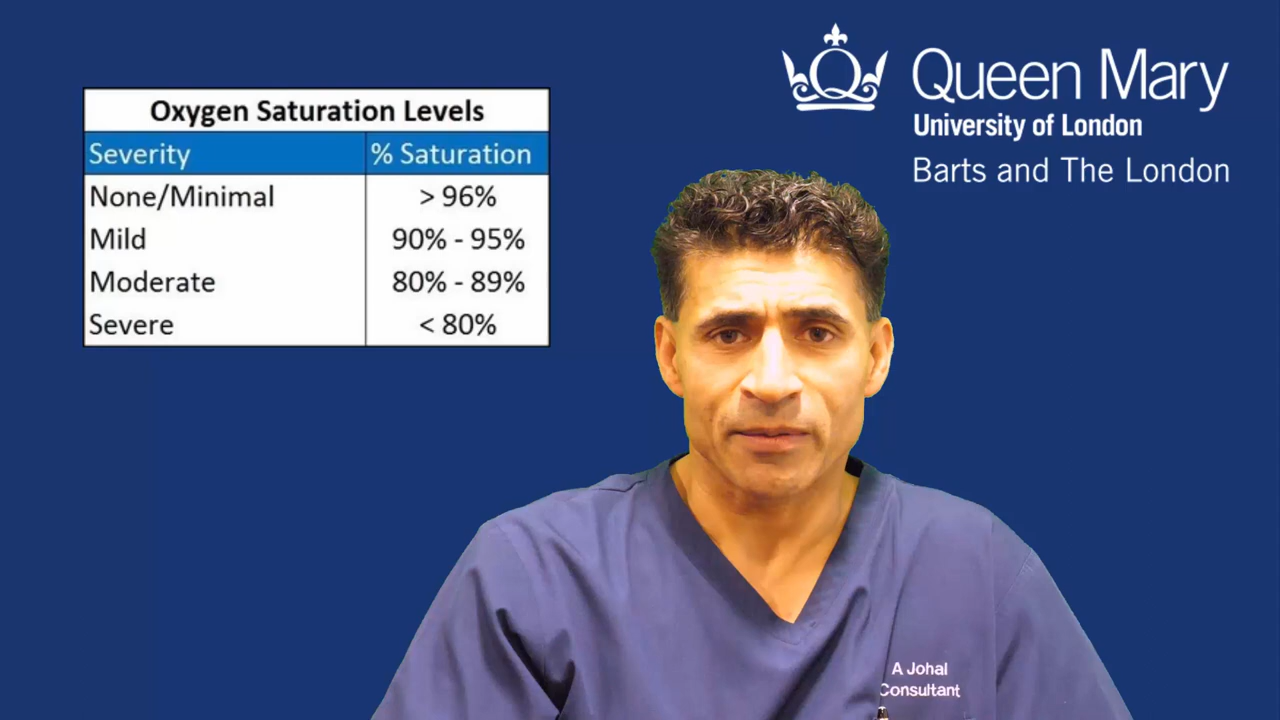 Oxygen Saturation Levels
Severity % Saturation
None/Minimal > 96%
Mild 90% - 95%
Moderate 80% - 89%
Severe < 80%
Queen Mary
University of London
Barts and The London
A Johal
Consultant